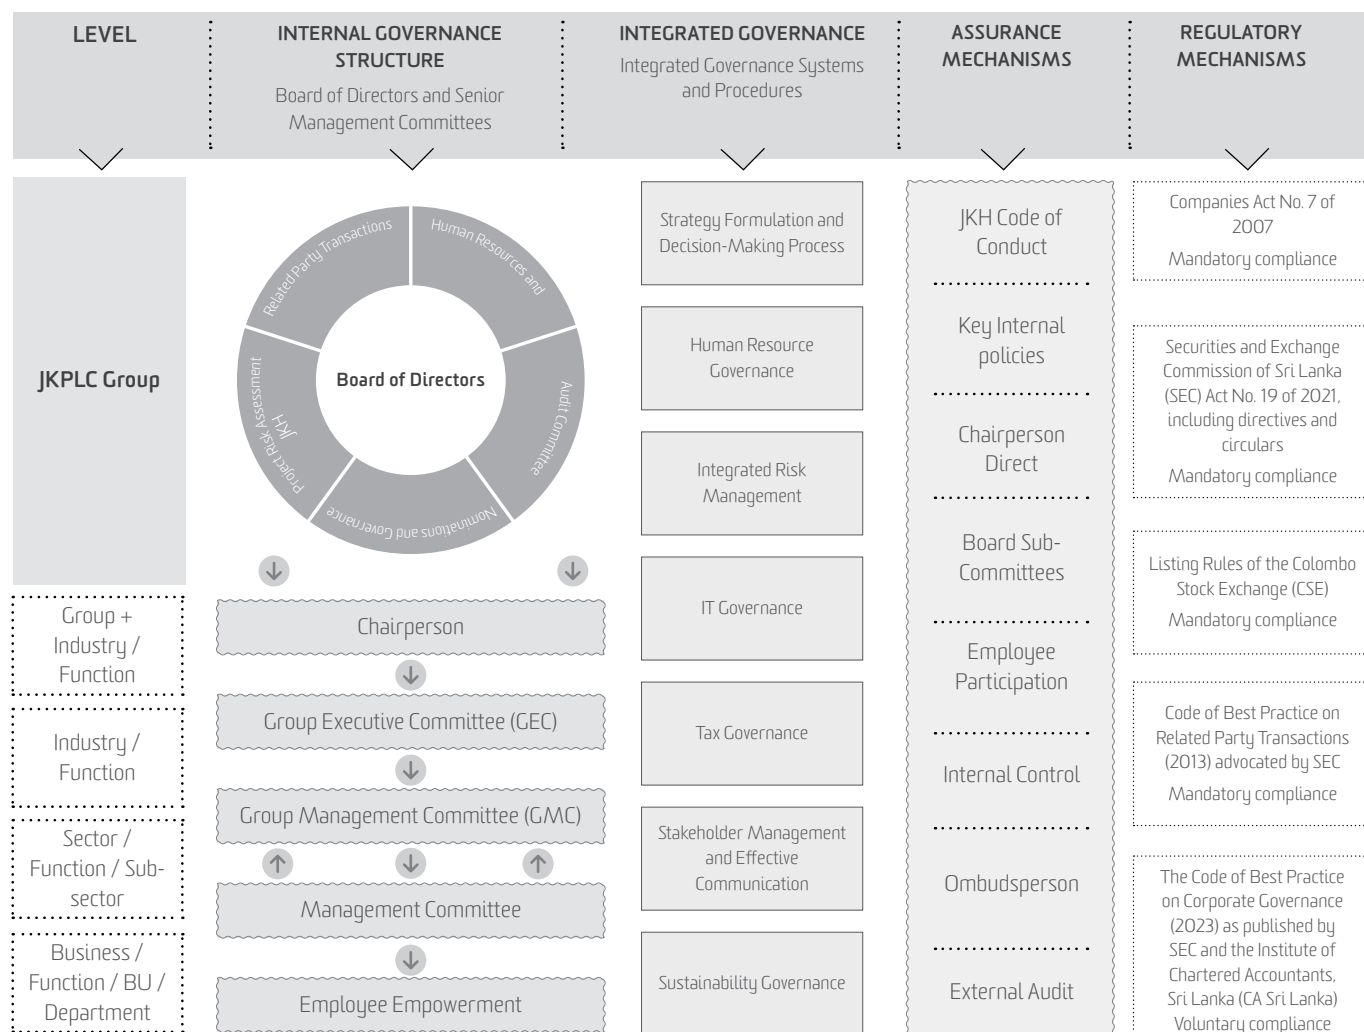 LEVEL
INTERNAL GOVERNANCE
STRUCTURE
Board of Directors and Senior
Management Committees
INTEGRATED GOVERNANCE
Integrated Governance Systems
and Procedures
ASSURANCE
MECHANISMS
REGULATORY
MECHANISMS
JKPLC Group
Group +
Industry /
Function
Industry /
Function
Sector /
Function / Sub-
sector
Business /
Function / BU /
Department
Related Party Transactions
Human Resources and
Audit Committee
Nominations and Governance
Project Risk Assessment
JKH
Board of Directors
Chairperson
Group Executive Committee (GEC)
Group Management Committee (GMC)
Management Committee
Employee Empowerment
Strategy Formulation and
Decision-Making Process
Human Resource
Governance
Integrated Risk
Management
IT Governance
Tax Governance
Stakeholder Management
and Effective
Communication
Sustainability Governance
JKH Code of
Conduct
Key Internal
policies
Chairperson
Direct
Board Sub-
Committees
Employee
Participation
Internal Control
Ombudsperson
External Audit
Companies Act No. 7 of
2007
Mandatory compliance
Securities and Exchange
Commission of Sri Lanka
(SEC) Act No. 19 of 2021,
including directives and
circulars
Mandatory compliance
Listing Rules of the Colombo
Stock Exchange (CSE)
Mandatory compliance
Code of Best Practice on
Related Party Transactions
(2013) advocated by SEC
Mandatory compliance
The Code of Best Practice
on Corporate Governance
(2023) as published by
SEC and the Institute of
Chartered Accountants,
Sri Lanka (CA Sri Lanka)
Voluntary compliance